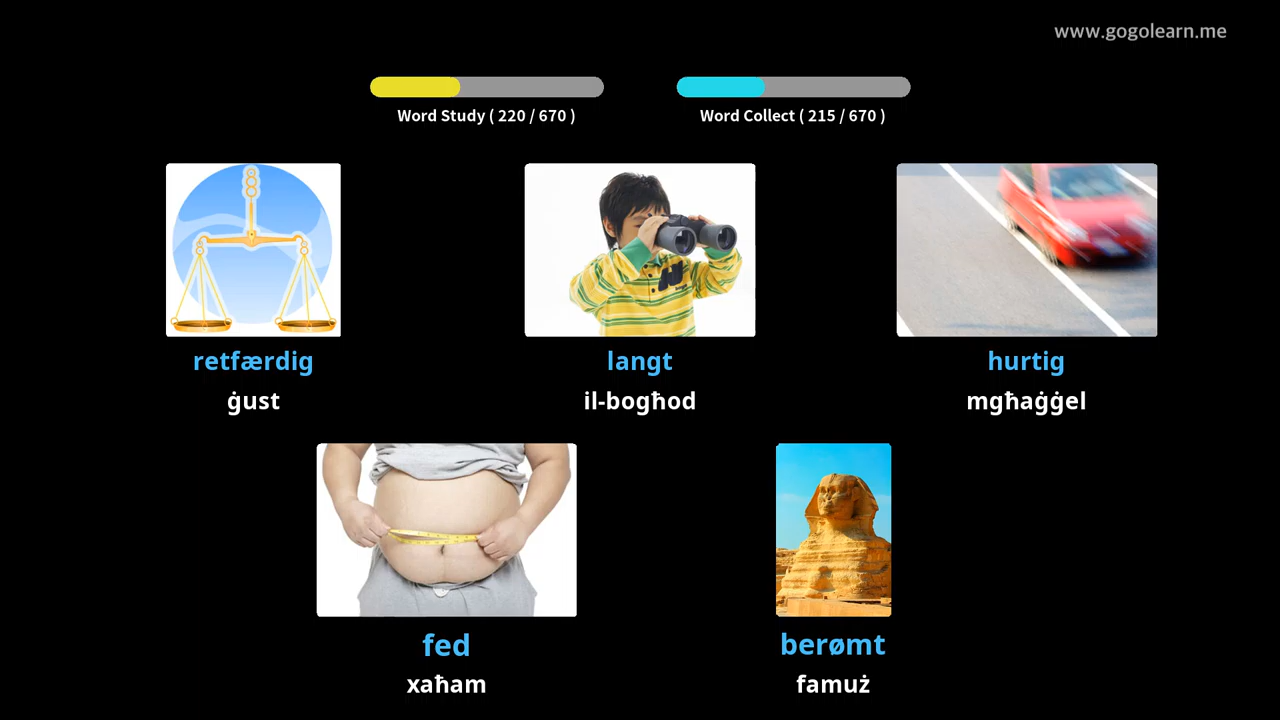 www.gogolearn.me
Word Study ( 220 / 670 )
Word Collect ( 215 / 670 )
retfærdig
langt
hurtig
ġust
il-bogħod
mgħaġġel
fed
berømt
xaħam
famuż